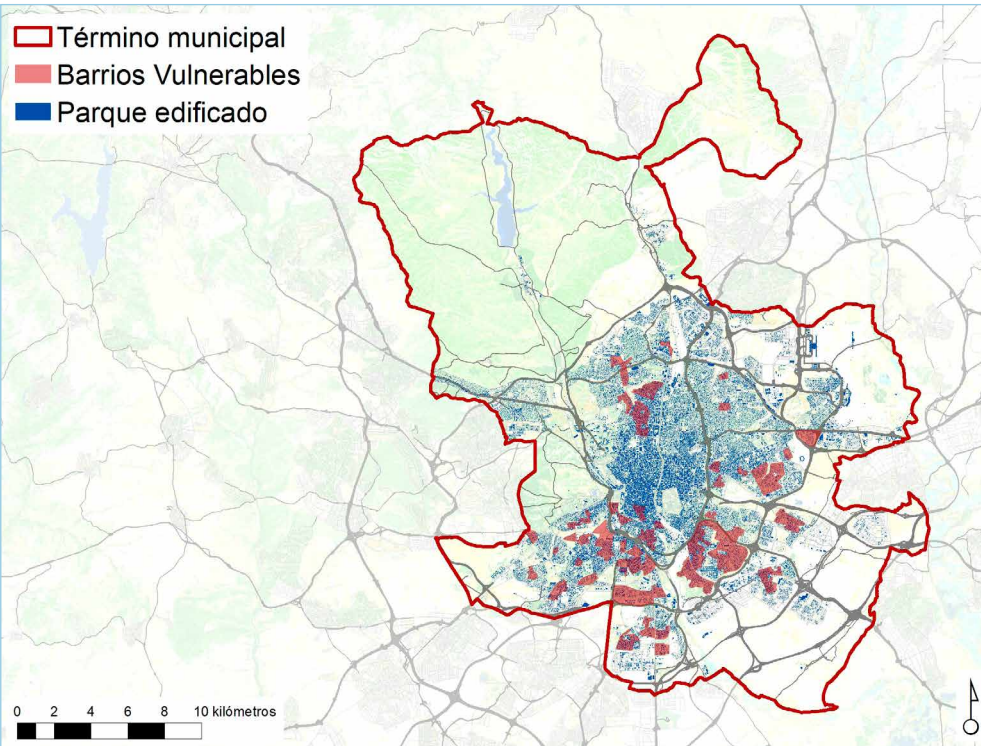 Término municipal
Barrios Vulnerables
Parque edificado
0 2 4 6 8 10 kilómetros